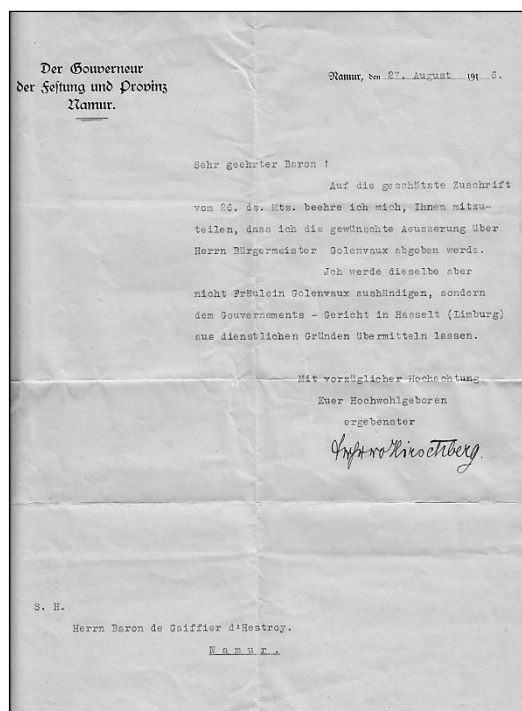 Der Gouverneur
der Festung und Provinz
Namur.
Namur, den 27. August 1916.
Sehr geehrter Baron !
Auf die geschätzte Zuschrift
vom 26. ds. Mts. beehre ich mich, Ihnen mitzu-
teilen, dass ich die gewünschte Aeusserung über
Herrn Bürgermeister Golenvaux abgeben werde.
Jch werde dieselbe aber
nicht Fräulein Golenvaux aushändigen, sondern
dem Gouvernements - Gericht in Hasselt (Limburg)
aus dienstlichen Gründen übermitteln lassen.
Mit vorzüglicher Hochachtung
Euer Hochwohlgeboren
ergebenster
Hirschberg.
S. H.
Herrn Baron de Gaiffier d'Hestroy.
Namur.